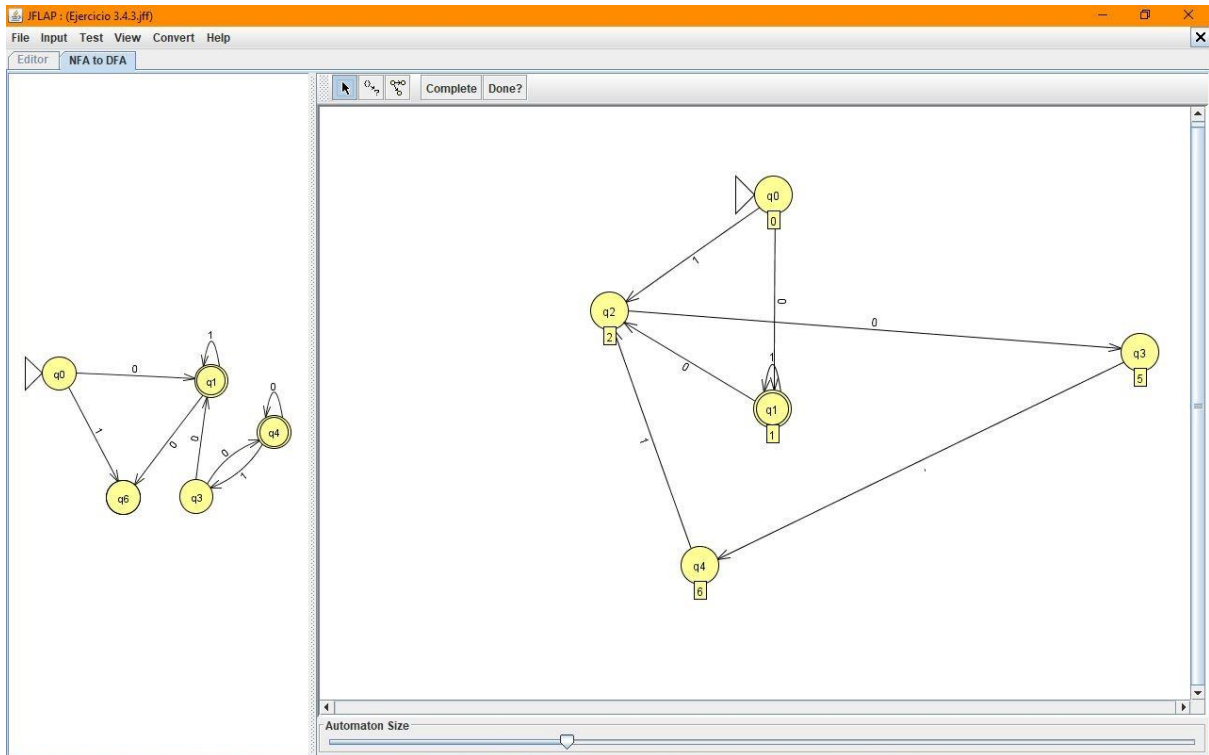 JFLAP : (Ejercicio 3.4.3.jff)
File Input Test View Convert Help
Editor NFA to DFA
Complete Done?
q0
0
1
0
q2
2
0
q3
5
1
q0
0
q1
1
0
q4
1
0
0
0
1
q6
q3
0
1
q1
1
1
q4
6
Automaton Size